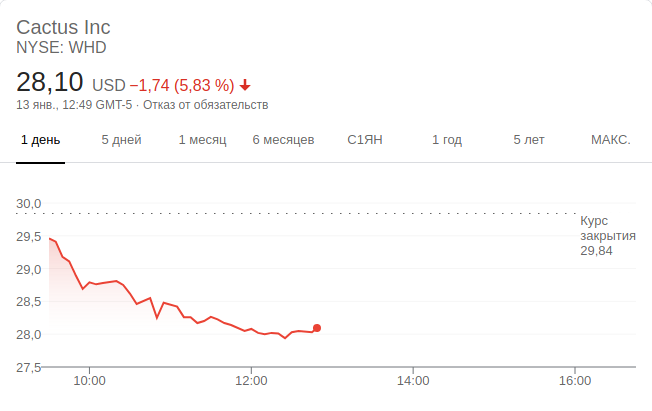 Cactus Inc
NYSE: WHD
28,10 USD −1,74 (5,83 %)
13 янв., 12:49 GMT-5 · Отказ от обязательств
1 день 5 дней 1 месяц 6 месяцев С1ЯН 1 год 5 лет МАКС.
30,0
Курс
закрытия
29,84
29,5
29,0
28,5
28,0
27,5
10:00 12:00 14:00 16:00